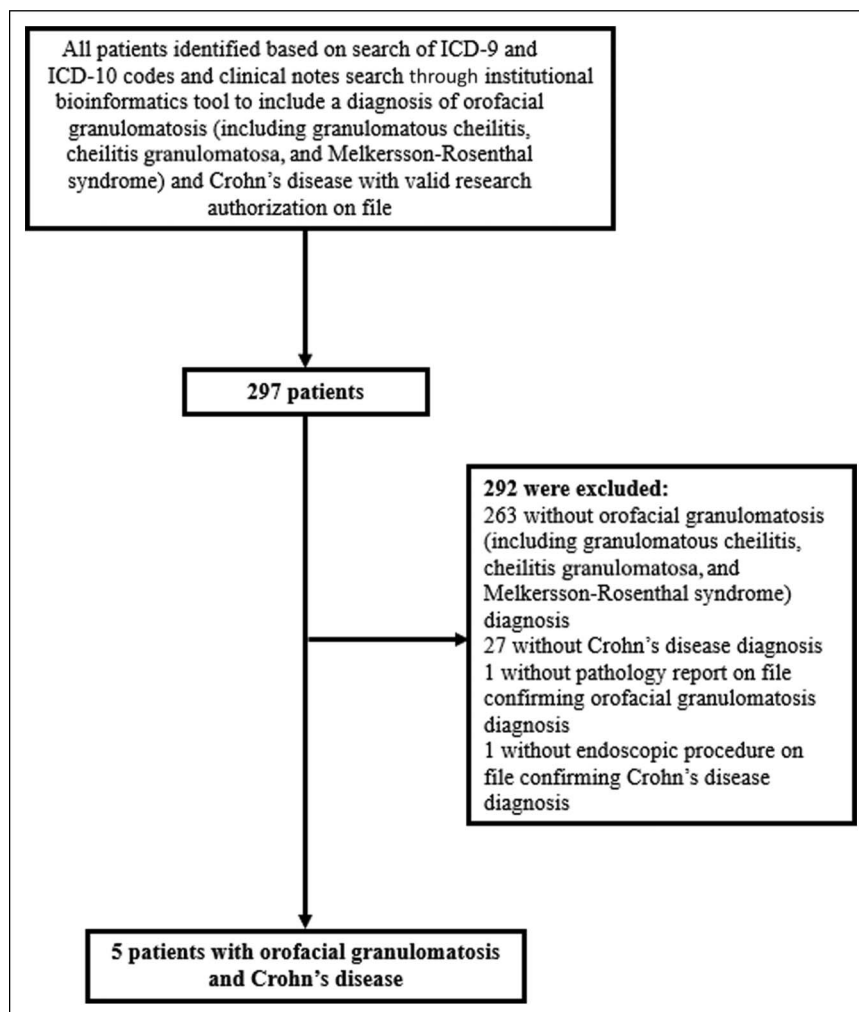 All patients identified based on search of ICD-9 and
ICD-10 codes and clinical notes search through institutional
bioinformatics tool to include a diagnosis of orofacial
granulomatosis (including granulomatous cheilitis,
cheilitis granulomatosa, and Melkersson-Rosenthal
syndrome) and Crohn's disease with valid research
authorization on file
297 patients
292 were excluded:
263 without orofacial granulomatosis
(including granulomatous cheilitis,
cheilitis granulomatosa, and
Melkersson-Rosenthal syndrome)
diagnosis
27 without Crohn's disease diagnosis
1 without pathology report on file
confirming orofacial granulomatosis
diagnosis
1 without endoscopic procedure on
file confirming Crohn's disease
diagnosis
5 patients with orofacial granulomatosis
and Crohn's disease